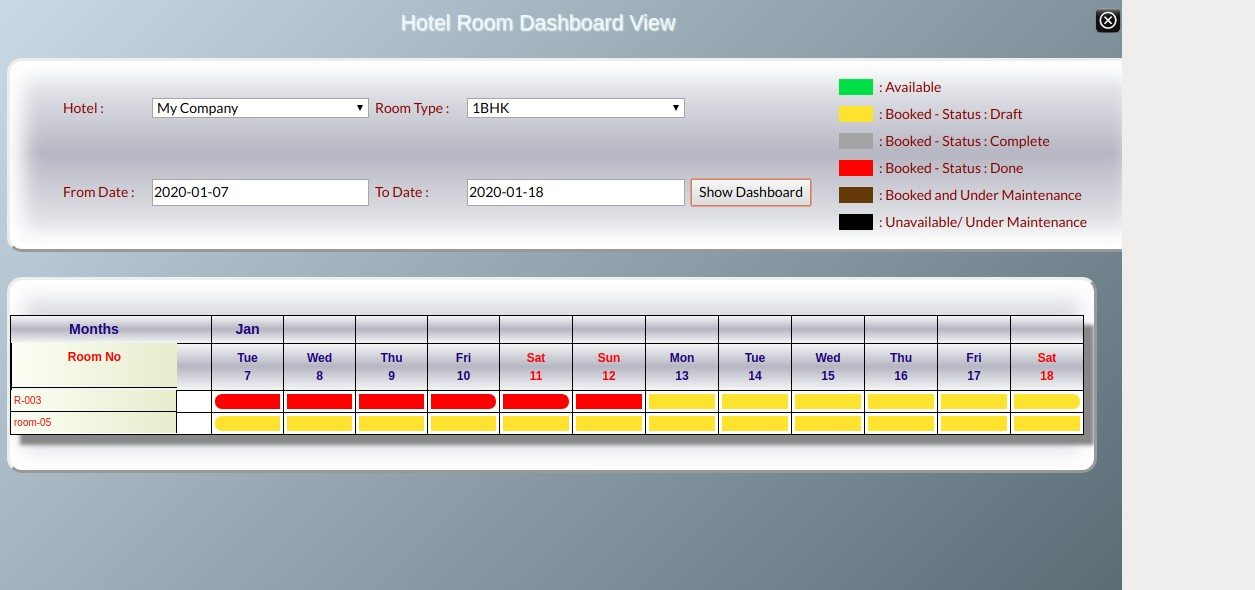 Hotel Room Dashboard View
Hotel : My Company Room Type : 1BHK
From Date : 2020-01-07 To Date : 2020-01-18 Show Dashboard
: Available
: Booked - Status : Draft
: Booked - Status : Complete
: Booked - Status : Done
: Booked and Under Maintenance
: Unavailable/ Under Maintenance
Months Jan
Room No Tue Wed Thu Fri Sat Sun Mon Tue Wed Thu Fri Sat
7 8 9 10 11 12 13 14 15 16 17 18
R-003
room-05